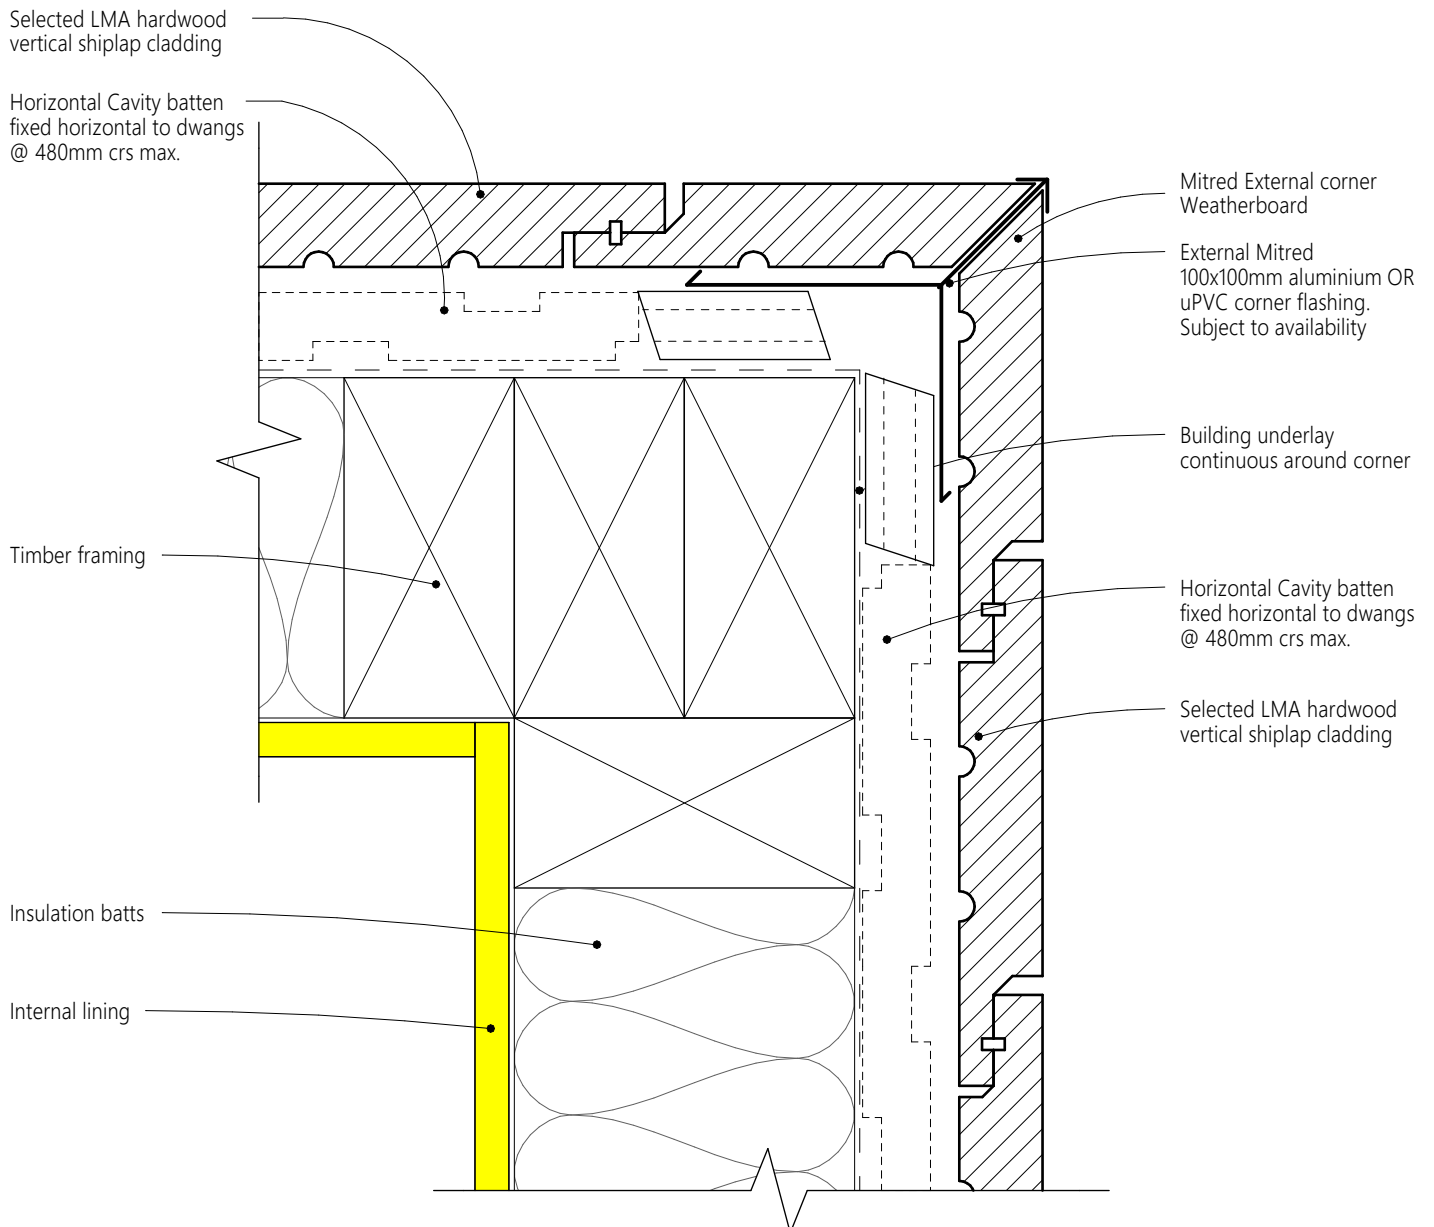 Selected LMA hardwood
vertical shiplap cladding
Horizontal Cavity batten
fixed horizontal to dwangs
@ 480mm crs max.
Timber framing
Insulation batts
Internal lining
Mitred External corner
Weatherboard
External Mitred
100x100mm aluminium OR
uPVC corner flashing.
Subject to availability
Building underlay
continuous around corner
Horizontal Cavity batten
fixed horizontal to dwangs
@ 480mm crs max.
Selected LMA hardwood
vertical shiplap cladding